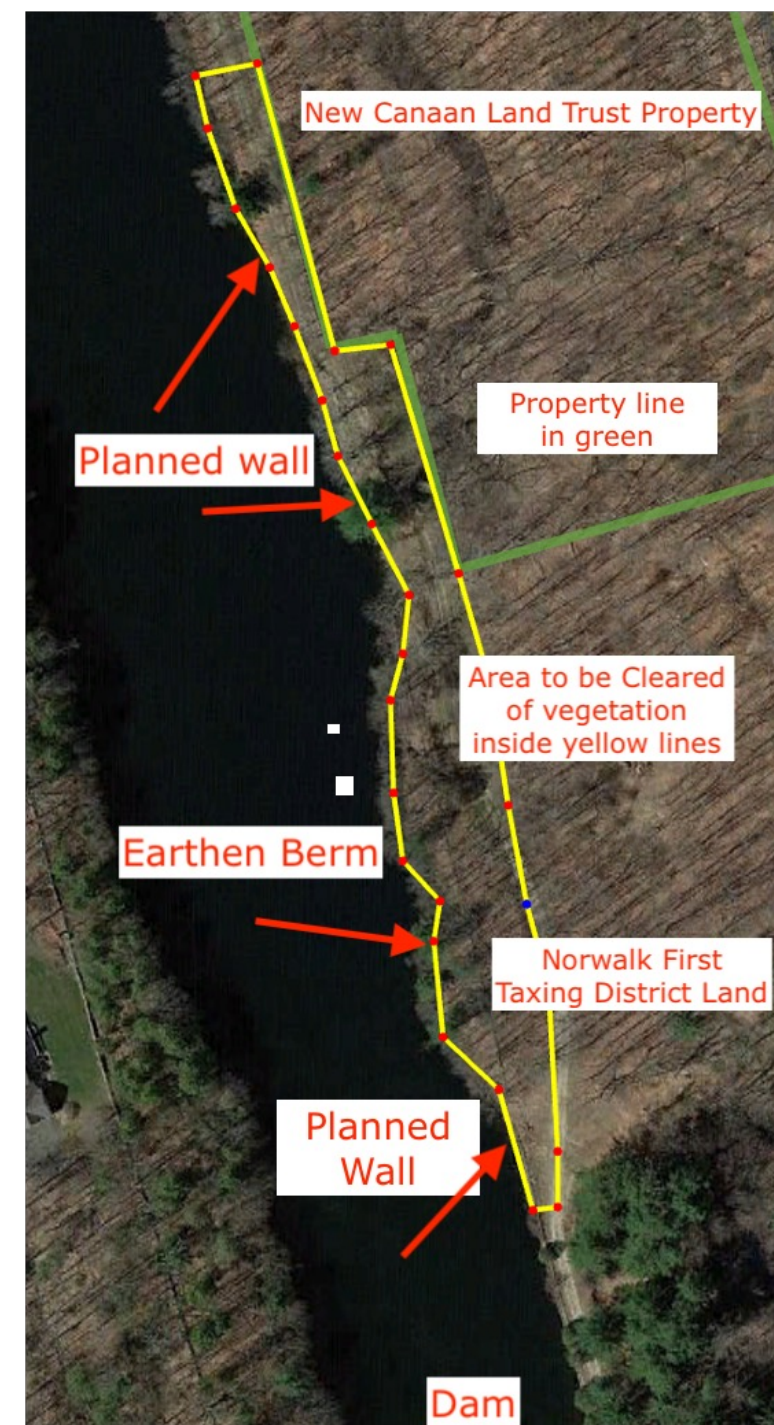 New Canaan Land Trust Property
Property line
in green
Planned wall
Area to be Cleared
of vegetation
inside yellow lines
Earthen Berm
Norwalk First
Taxing District Land
Planned
Wall
Dam